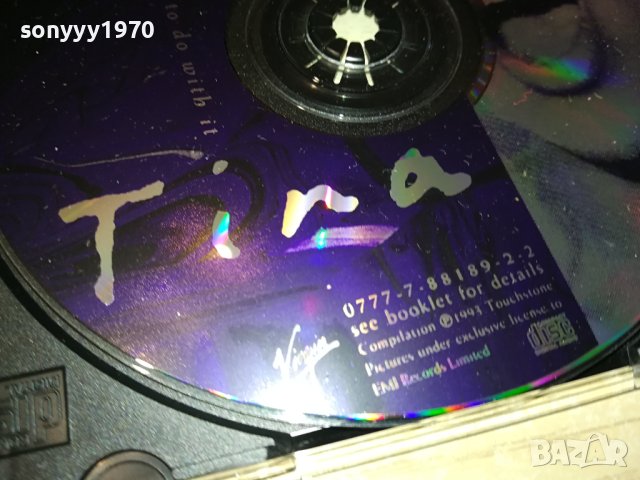 sonyyy1970
to do with it
Tina
0777-7-88189-2-2
see booklet for details
Compilation ℗1993 Touchstone
Pictures under exclusive license to
EMI Records Limited
Virgin
disc
BAZAR